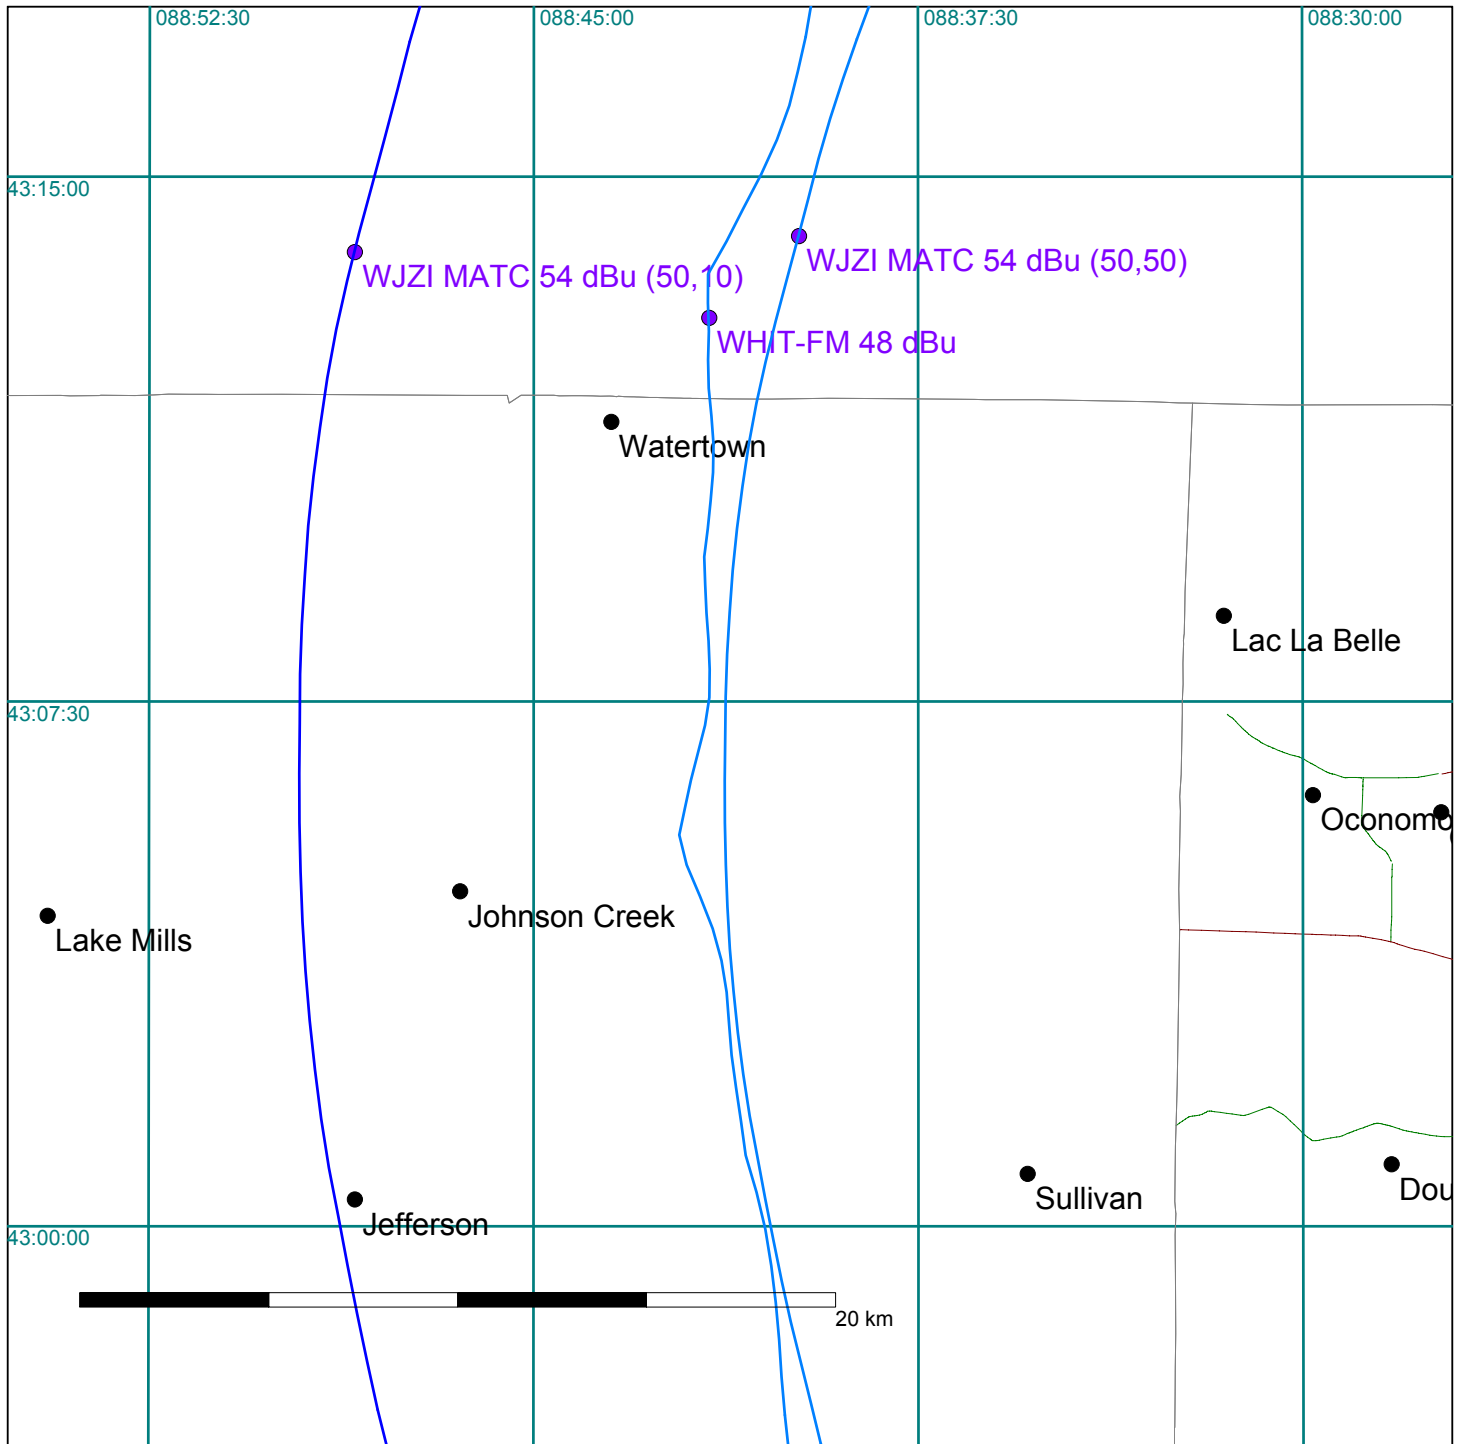 088:52:30
088:45:00
088:37:30
088:30:00
43:15:00
WJZI MATC 54 dBu (50,50)
WJZI MATC 54 dBu (50,10)
WHIT-FM 48 dBu
Watertown
Lac La Belle
43:07:30
Oconomo
Johnson Creek
Lake Mills
Dou
Sullivan
Jefferson
43:00:00
20 km